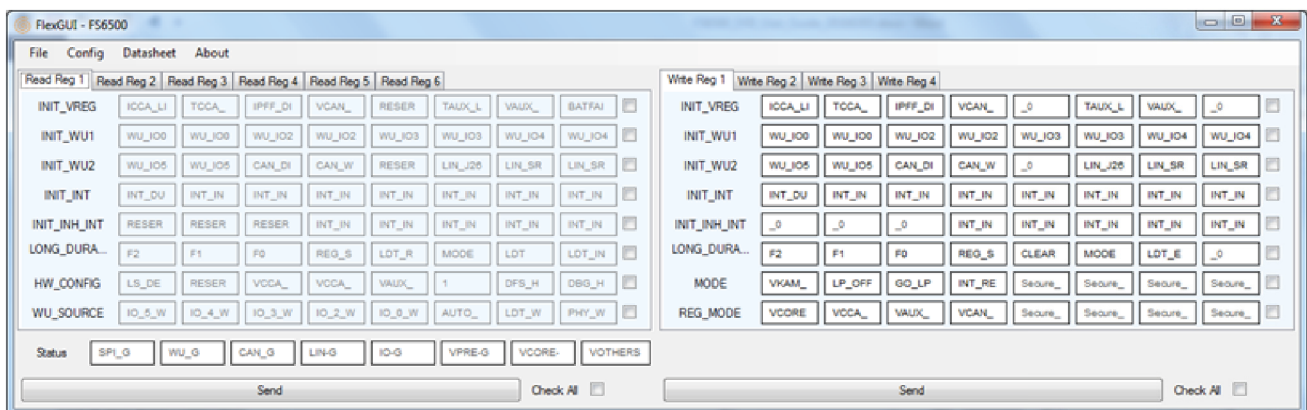 FlexGUI - FS6500
File Config Datasheet About
Read Reg 1 Read Reg 2 Read Reg 3 Read Reg 4 Read Reg 5 Read Reg 6 Write Reg 1 Write Reg 2 Write Reg 3 Write Reg 4
INIT_VREG ICCA_LI TCCA_ IPFF_DI VCAN_ RESER TAUX_L VAUX_ BATFAI INIT_VREG ICCA_LI TCCA_ IPFF_DI VCAN_ _0 TAUX_L VAUX_ _0
INIT_WU1 WU_IO0 WU_IO0 WU_IO2 WU_IO2 WU_IO3 WU_IO3 WU_IO4 WU_IO4 INIT_WU1 WU_IO0 WU_IO0 WU_IO2 WU_IO2 WU_IO3 WU_IO3 WU_IO4 WU_IO4
INIT_WU2 WU_IO5 WU_IO5 CAN_DI CAN_W RESER LIN_J26 LIN_SR LIN_SR INIT_WU2 WU_IO5 WU_IO5 CAN_DI CAN_W _0 LIN_J26 LIN_SR LIN_SR
INIT_INT INT_DU INT_IN INT_IN INT_IN INT_IN INT_IN INT_IN INT_IN INIT_INT INT_DU INT_IN INT_IN INT_IN INT_IN INT_IN INT_IN INT_IN
INIT_INH_INT RESER RESER RESER INT_IN INT_IN INT_IN INT_IN INT_IN INIT_INH_INT _0 _0 _0 INT_IN INT_IN INT_IN INT_IN INT_IN
LONG_DURA... F2 F1 F0 REG_S LDT_R MODE LDT LDT_IN LONG_DURA... F2 F1 F0 REG_S CLEAR MODE LDT_E _0
HW_CONFIG LS_DE RESER VCCA_ VCCA_ VAUX_ 1 DFS_H DBG_H MODE VKAM_ LP_OFF GO_LP INT_RE Secure_ Secure_ Secure_ Secure_
WU_SOURCE IO_5_W IO_4_W IO_3_W IO_2_W IO_0_W AUTO_ LDT_W PHY_W REG_MODE VCORE VCCA_ VAUX_ VCAN_ Secure_ Secure_ Secure_ Secure_
Status SPI_G WU_G CAN_G LIN-G IO-G VPRE-G VCORE- VOTHERS
Send Check All Send Check All